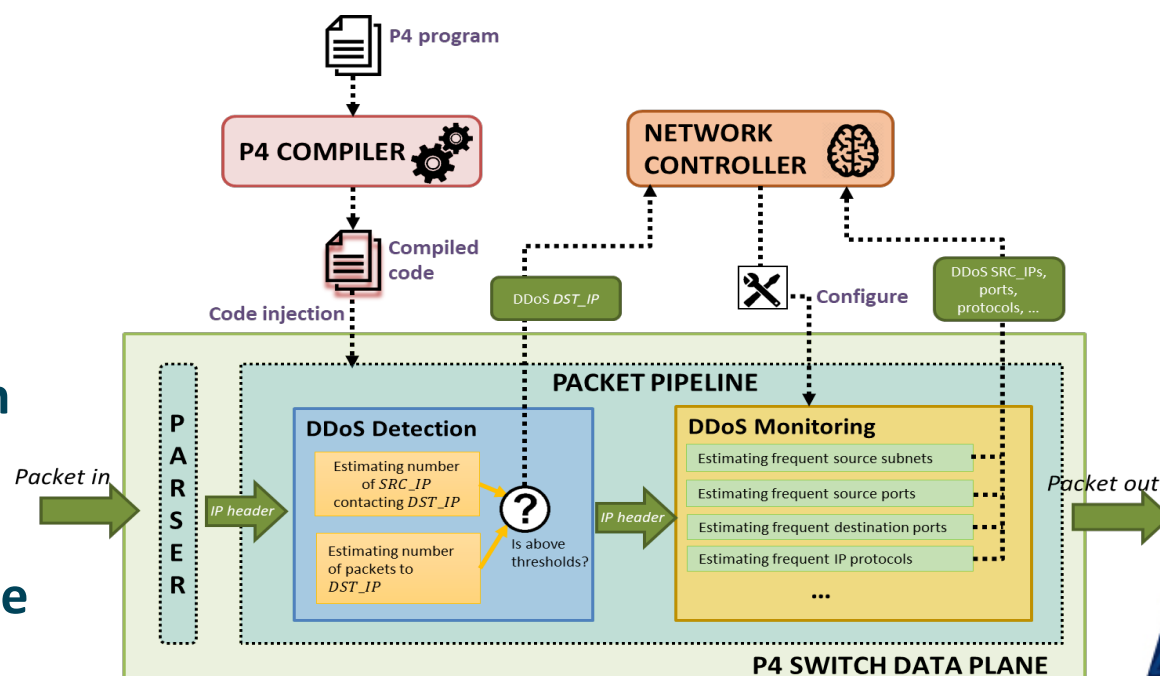 P4 program
P4 COMPILER
NETWORK
CONTROLLER
Compiled
code
Code injection
DDoS DST_IP
Configure
DDoS SRC_IPs,
ports,
protocols, ...
PACKET PIPELINE
PARSER
Packet in
IP header
DDoS Detection
Estimating number
of SRC_IP
contacting DST_IP
Estimating number
of packets to
DST_IP
?
Is above
thresholds?
IP header
DDoS Monitoring
Estimating frequent source subnets
Estimating frequent source ports
Estimating frequent destination ports
Estimating frequent IP protocols
...
Packet out
P4 SWITCH DATA PLANE